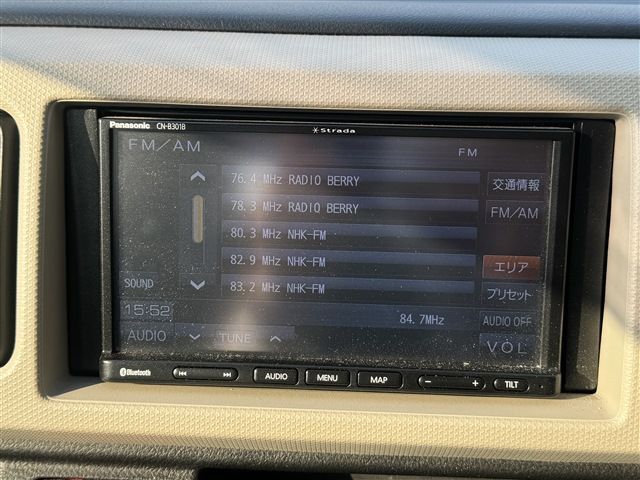 Panasonic CN-B301B
Strada
FM/AM
FM
76.4 MHz RADIO BERRY
交通情報
78.3 MHz RADIO BERRY
FM/AM
80.3 MHz NHK-FM
82.9 MHz NHK-FM
エリア
SOUND
83.2 MHz NHK-FM
プリセット
15:52
84.7MHz
AUDIO OFF
AUDIO
TUNE
VOL
Bluetooth
AUDIO
MENU
MAP
− +
TILT